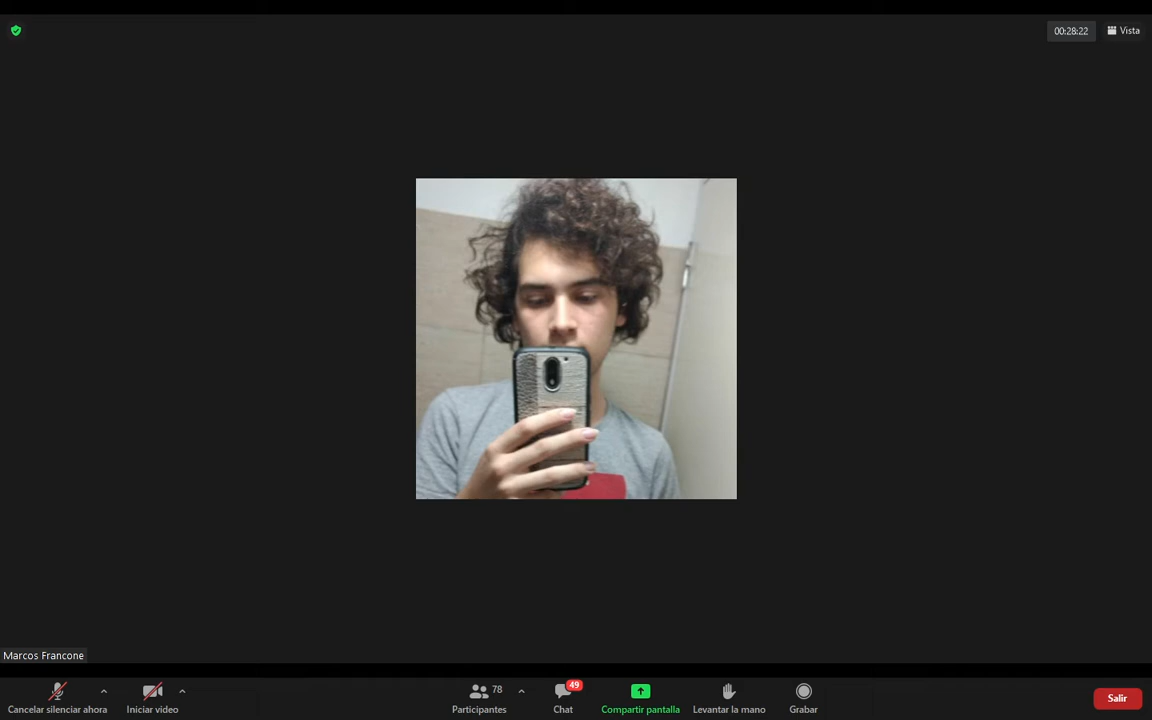 00:28:22
Vista
Marcos Francone
Cancelar silenciar ahora
Iniciar video
78
Participantes
49
Chat
Compartir pantalla
Levantar la mano
Grabar
Salir